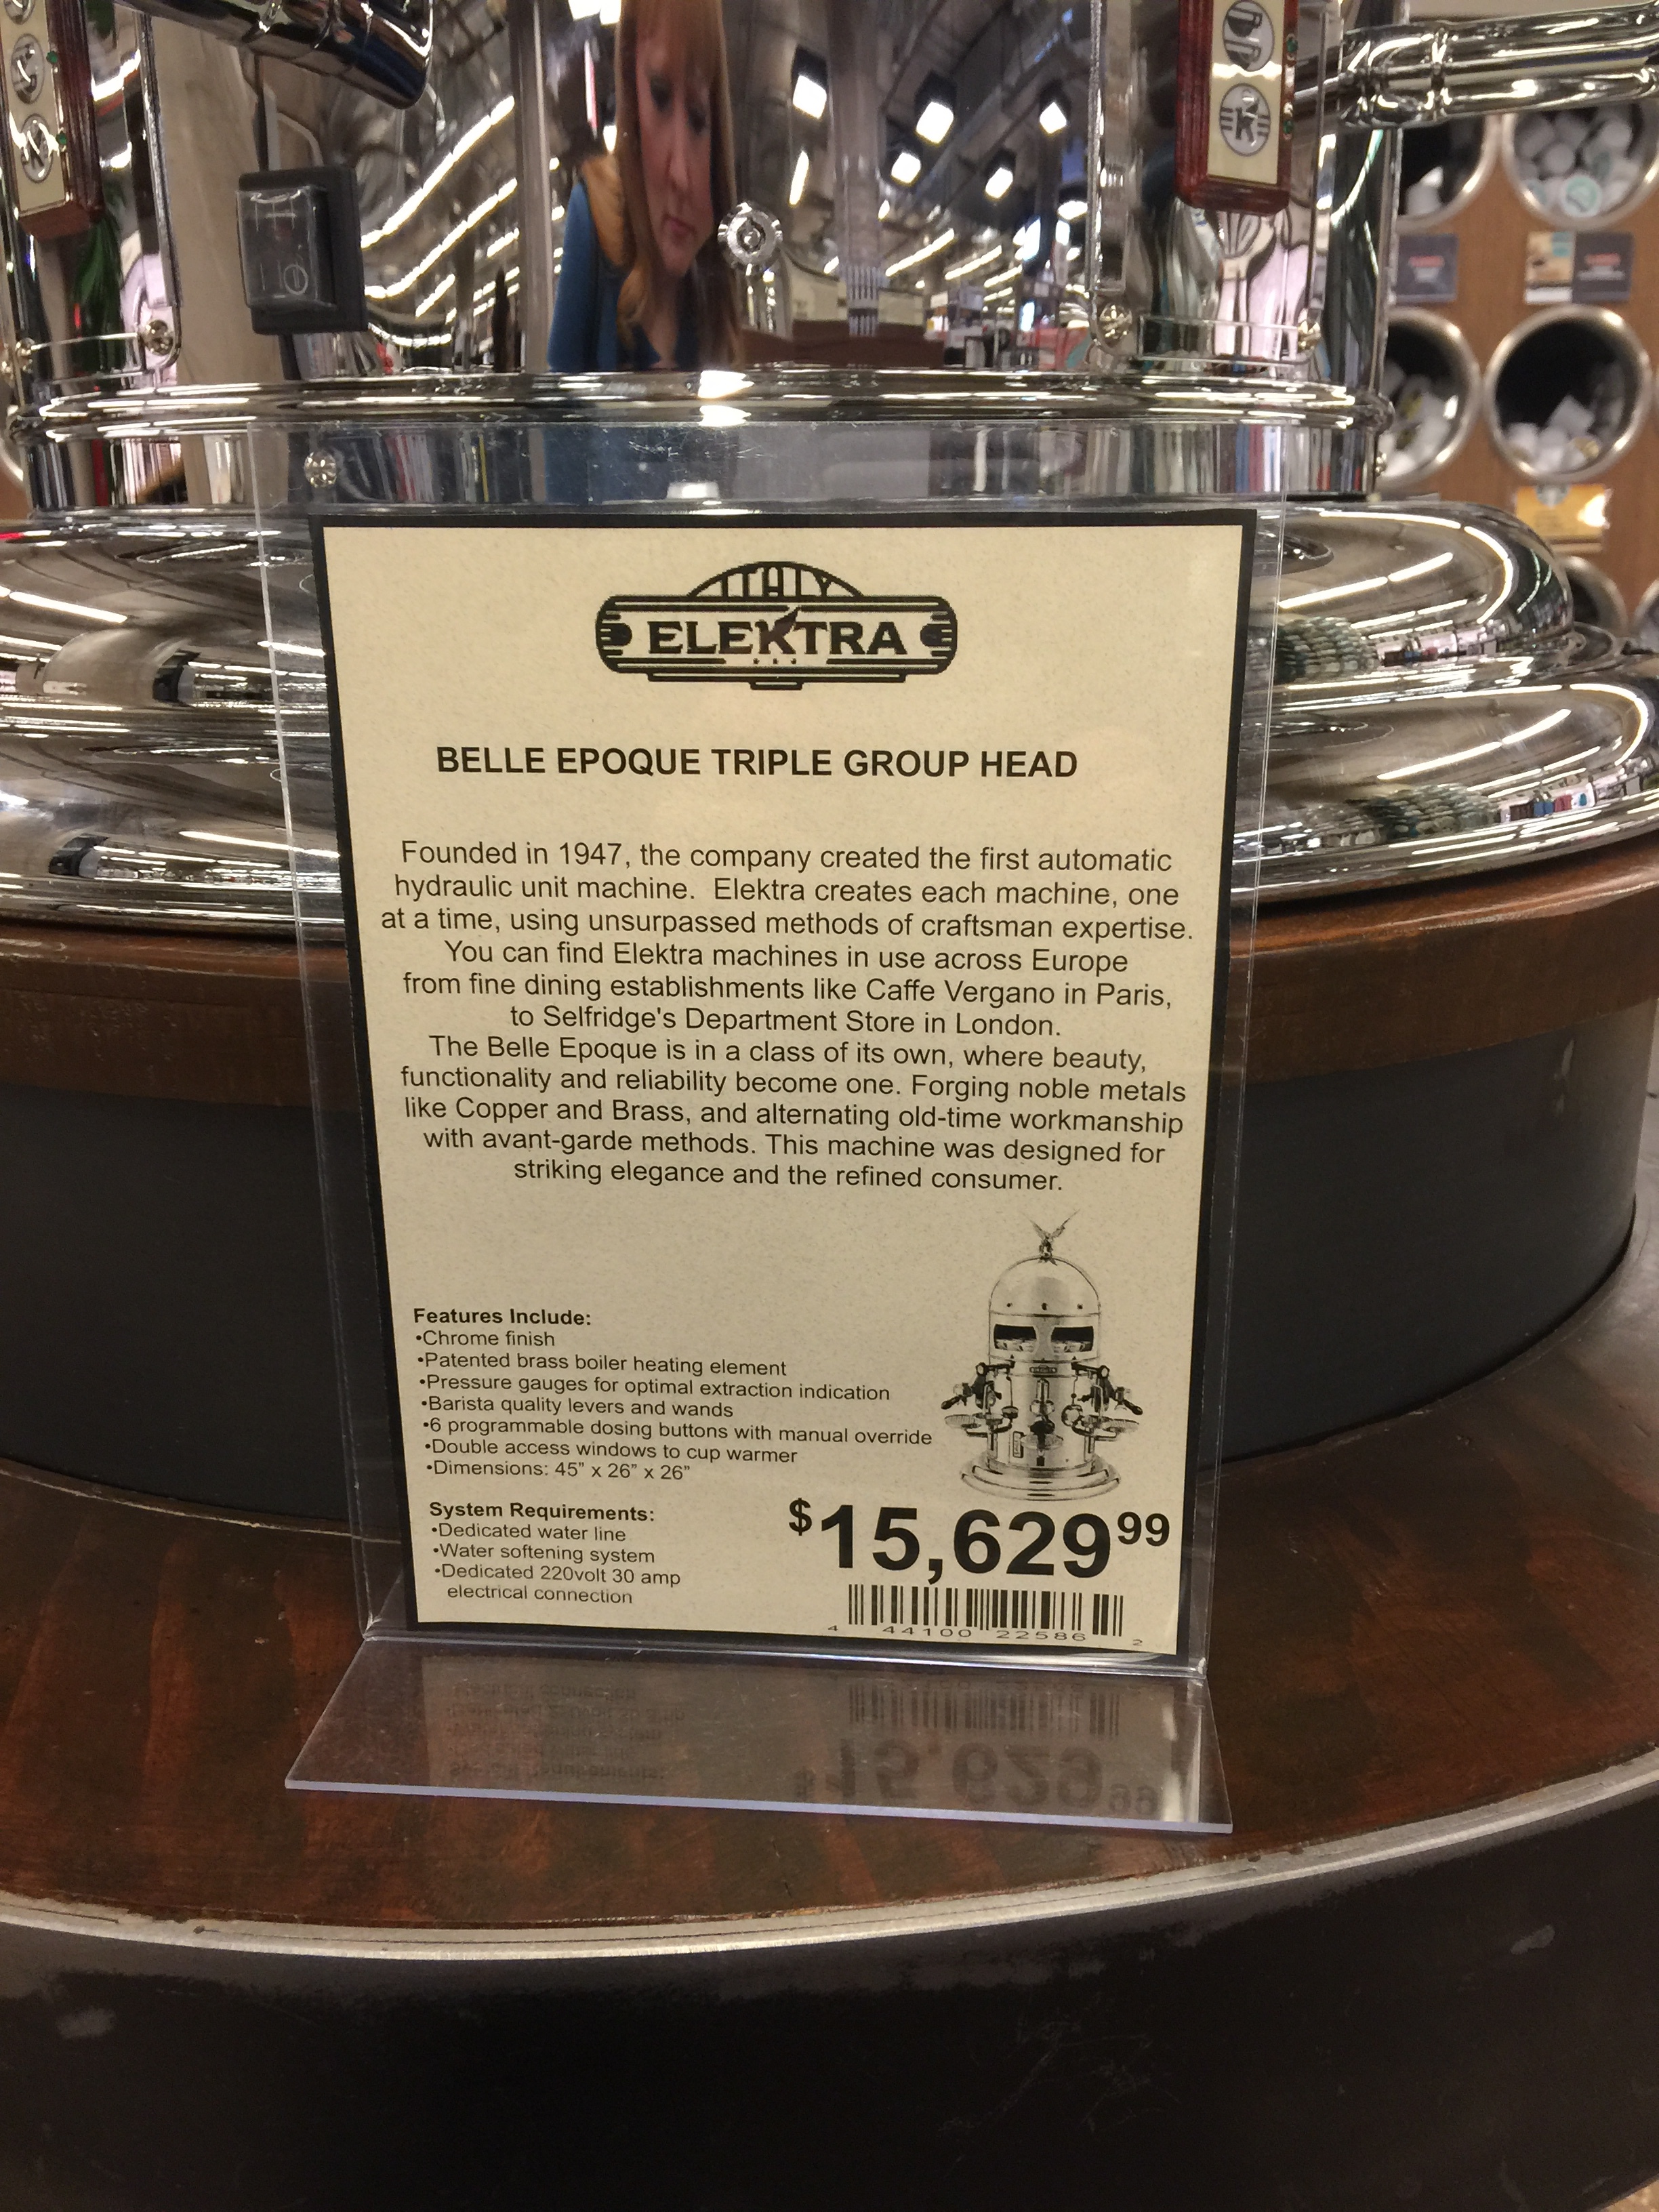 ITALY
ELEKTRA
BELLE EPOQUE TRIPLE GROUP HEAD
Founded in 1947, the company created the first automatic
hydraulic unit machine. Elektra creates each machine, one
at a time, using unsurpassed methods of craftsman expertise.
You can find Elektra machines in use across Europe
from fine dining establishments like Caffe Vergano in Paris,
to Selfridge's Department Store in London.
The Belle Epoque is in a class of its own, where beauty,
functionality and reliability become one. Forging noble metals
like Copper and Brass, and alternating old-time workmanship
with avant-garde methods. This machine was designed for
striking elegance and the refined consumer.
Features Include:
•Chrome finish
•Patented brass boiler heating element
•Pressure gauges for optimal extraction indication
•Barista quality levers and wands
•6 programmable dosing buttons with manual override
•Double access windows to cup warmer
•Dimensions: 45" x 26" x 26"
System Requirements:
•Dedicated water line
•Water softening system
•Dedicated 220volt 30 amp
electrical connection
$15,629 99
4 44100 22586 2